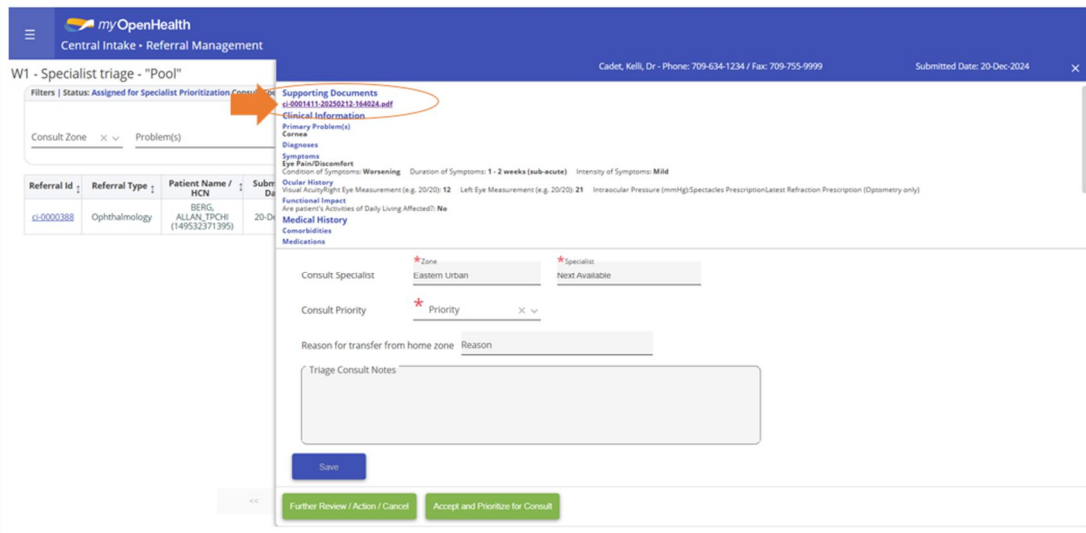 myOpenHealth
Central Intake • Referral Management
W1 - Specialist triage - "Pool"
Cadet, Kelli, Dr - Phone: 709-634-1234 / Fax: 709-755-9999 Submitted Date: 20-Dec-2024
Filters | Status: Assigned for Specialist Prioritization
Consult Zone Problem(s)
Referral Id Referral Type Patient Name / HCN
ci-0000388 Ophthalmology BERG, ALLAN_TPCHI (149532371395)
<<
Supporting Documents
ci-0001411-20250212-164024.pdf
Clinical Information
Primary Problem(s)
Cornea
Diagnoses
Symptoms
Eye Pain/Discomfort
Condition of Symptoms: Worsening Duration of Symptoms: 1 - 2 weeks (sub-acute) Intensity of Symptoms: Mild
Ocular History
Visual AcuityRight Eye Measurement (e.g. 20/20): 12 Left Eye Measurement (e.g. 20/20): 21 Intraocular Pressure (mmHg):Spectacles PrescriptionLatest Refraction Prescription (Optometry only)
Functional Impact
Are patient's Activities of Daily Living Affected?: No
Medical History
Comorbidities
Medications
*Zone *Specialist
Consult Specialist Eastern Urban Next Available
Consult Priority * Priority
Reason for transfer from home zone Reason
Triage Consult Notes
Save
Further Review / Action / Cancel Accept and Prioritize for Consult